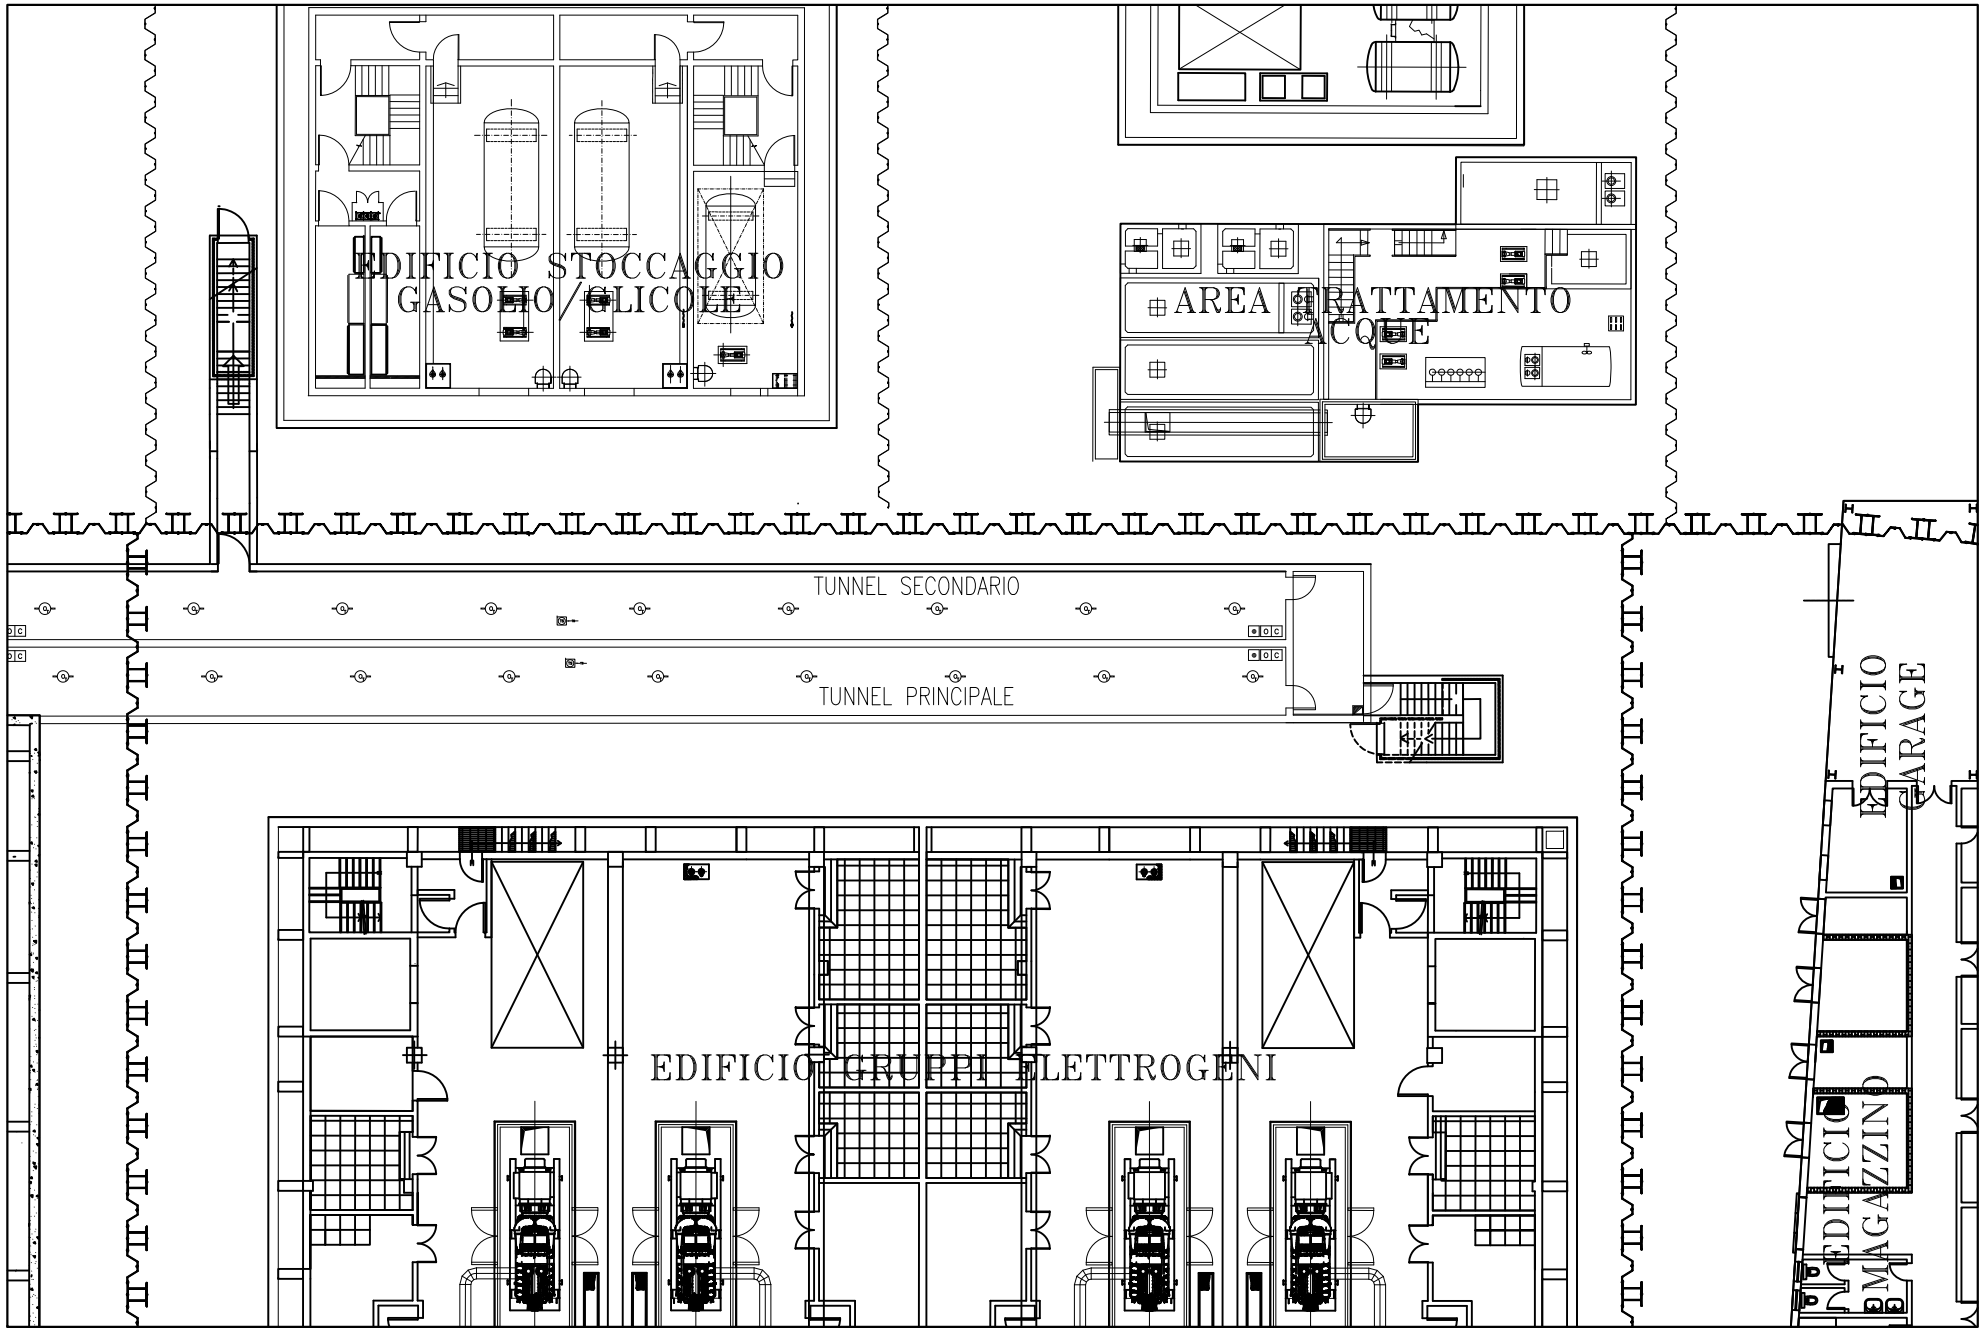 EDIFICIO STOCCAGGIO
GASOLIO/GLICOLE
AREA TRATTAMENTO
ACQUE
TUNNEL SECONDARIO
O C
O C
TUNNEL PRINCIPALE
EDIFICIO
GARAGE
EDIFICIO GRUPPI ELETTROGENI
EDIFICIO
MAGAZZINO